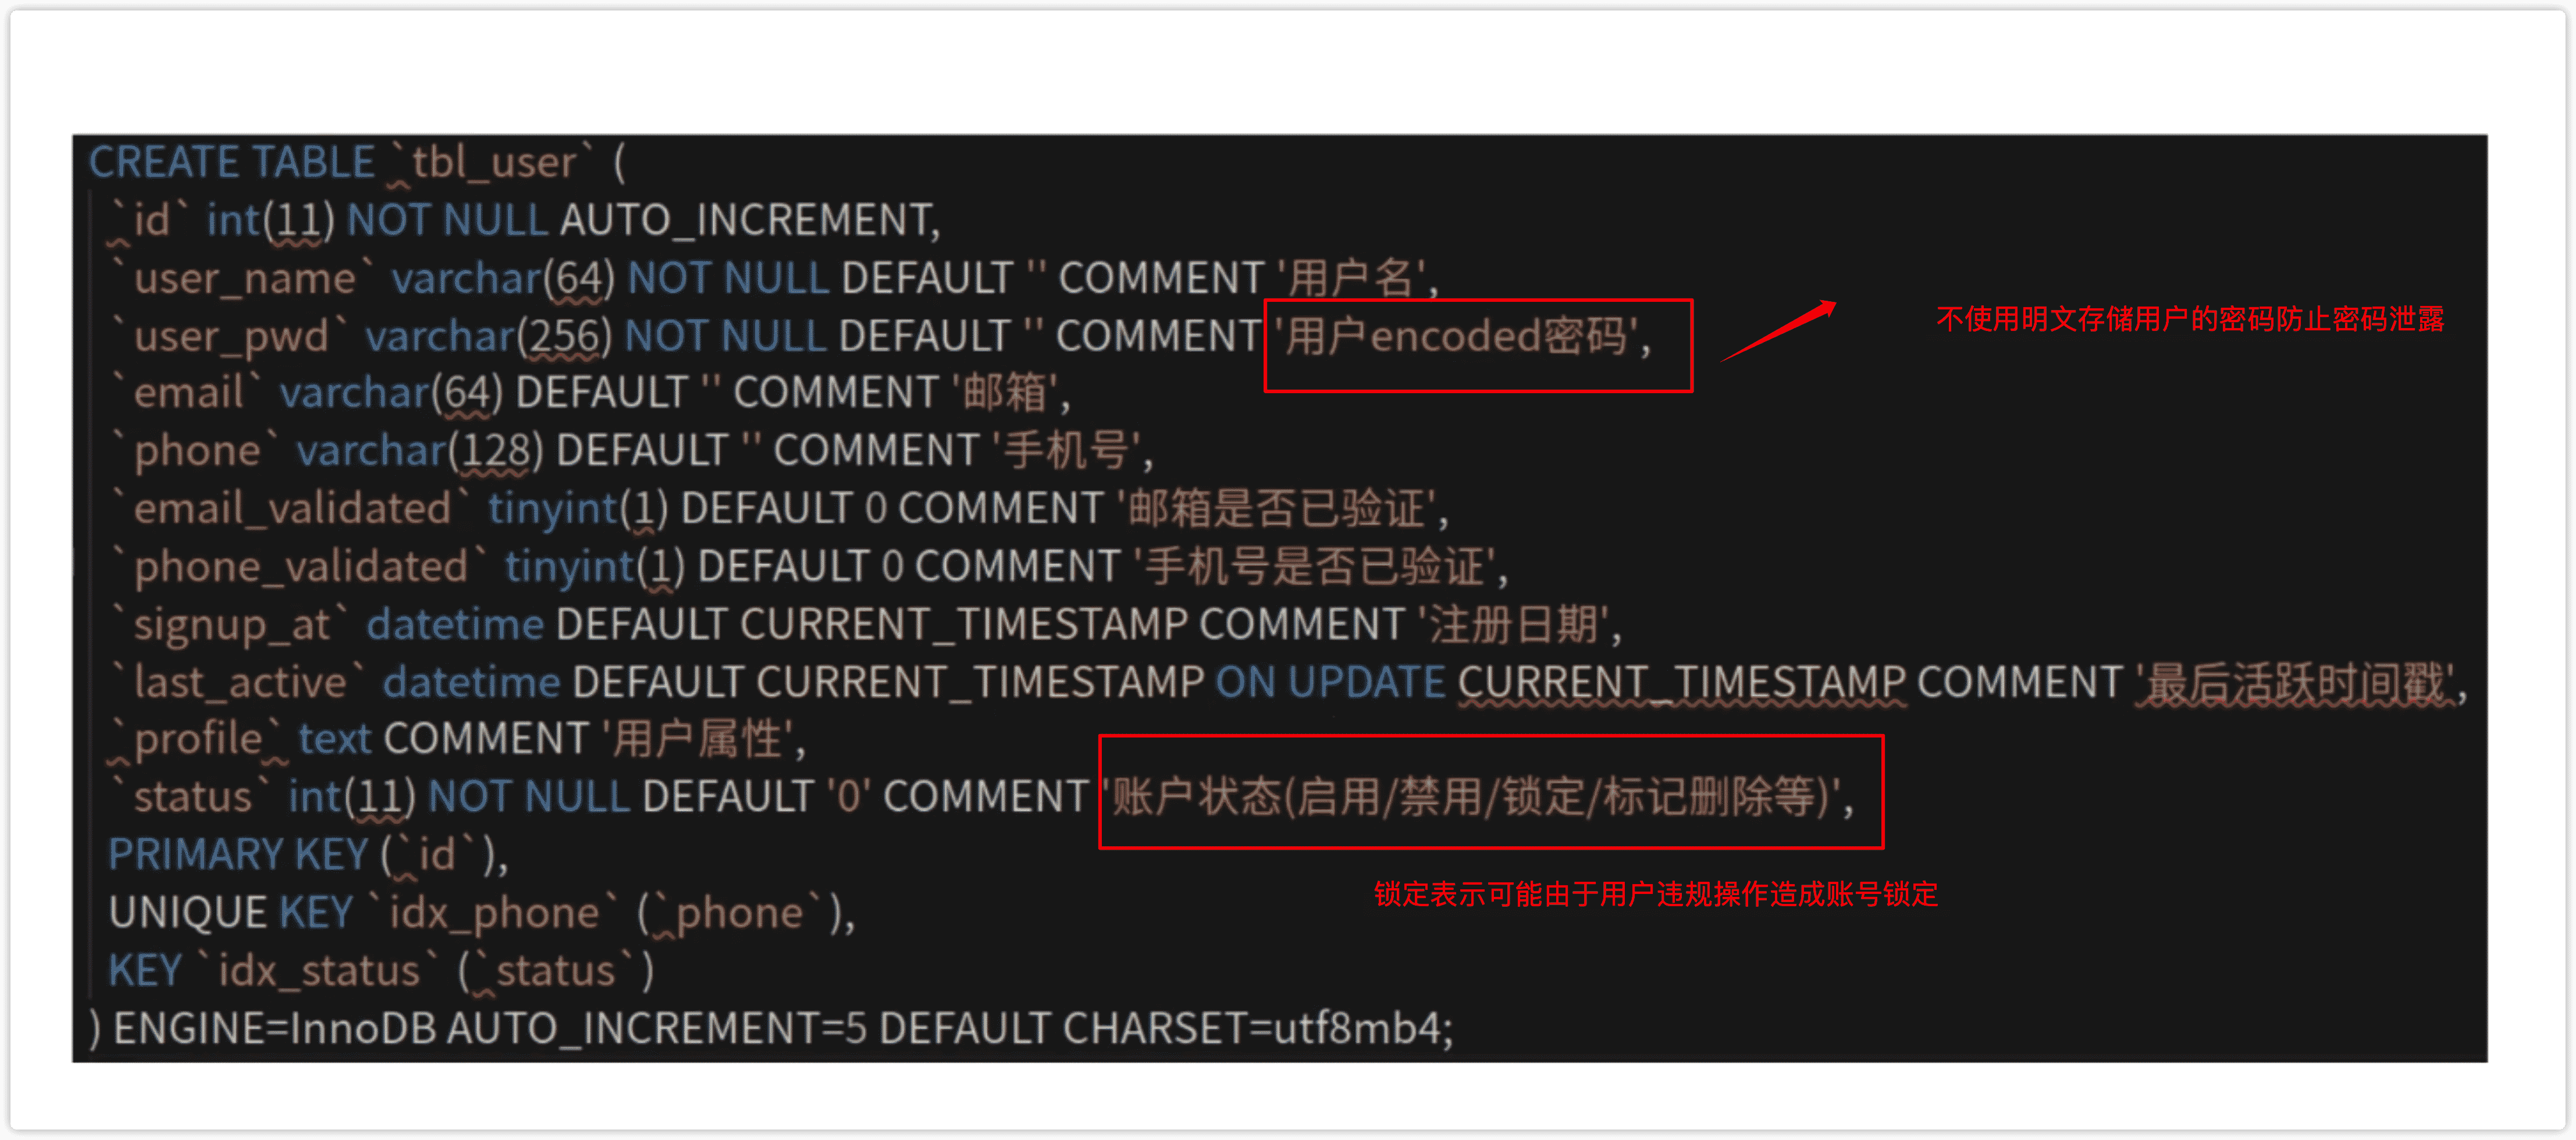 CREATE TABLE `tbl_user` (
`id` int(11) NOT NULL AUTO_INCREMENT,
`user_name` varchar(64) NOT NULL DEFAULT '' COMMENT '用户名',
`user_pwd` varchar(256) NOT NULL DEFAULT '' COMMENT '用户encoded密码',
不使用明文存储用户的密码防止密码泄露
`email` varchar(64) DEFAULT '' COMMENT '邮箱',
`phone` varchar(128) DEFAULT '' COMMENT '手机号',
`email_validated` tinyint(1) DEFAULT 0 COMMENT '邮箱是否已验证',
`phone_validated` tinyint(1) DEFAULT 0 COMMENT '手机号是否已验证',
`signup_at` datetime DEFAULT CURRENT_TIMESTAMP COMMENT '注册日期',
`last_active` datetime DEFAULT CURRENT_TIMESTAMP ON UPDATE CURRENT_TIMESTAMP COMMENT '最后活跃时间戳',
`profile` text COMMENT '用户属性',
`status` int(11) NOT NULL DEFAULT '0' COMMENT '账户状态(启用/禁用/锁定/标记删除等)',
PRIMARY KEY (`id`),
锁定表示可能由于用户违规操作造成账号锁定
UNIQUE KEY `idx_phone` (`phone`),
KEY `idx_status` (`status`)
) ENGINE=InnoDB AUTO_INCREMENT=5 DEFAULT CHARSET=utf8mb4;